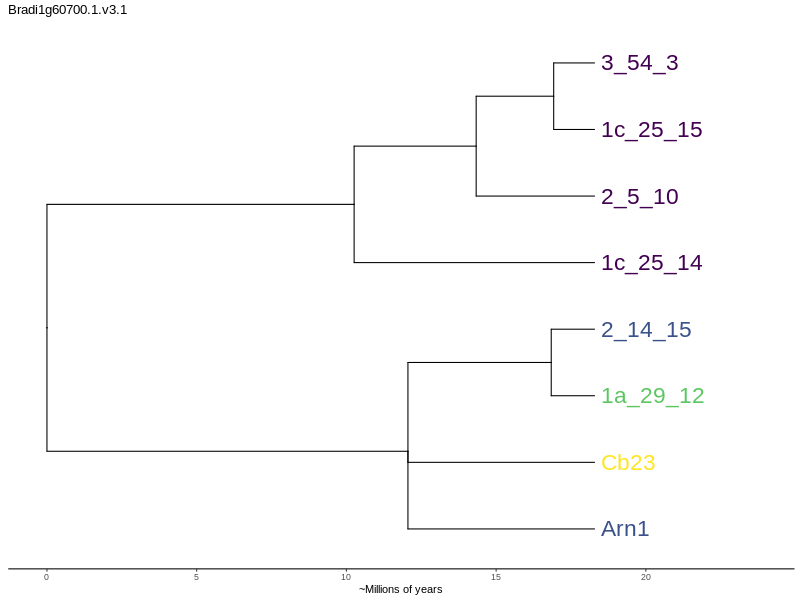 Bradi1g60700.1.v3.1
3_54_3
1c_25_15
2_5_10
1c_25_14
2_14_15
1a_29_12
Cb23
Arn1
0 5 10 15 20
~Millions of years